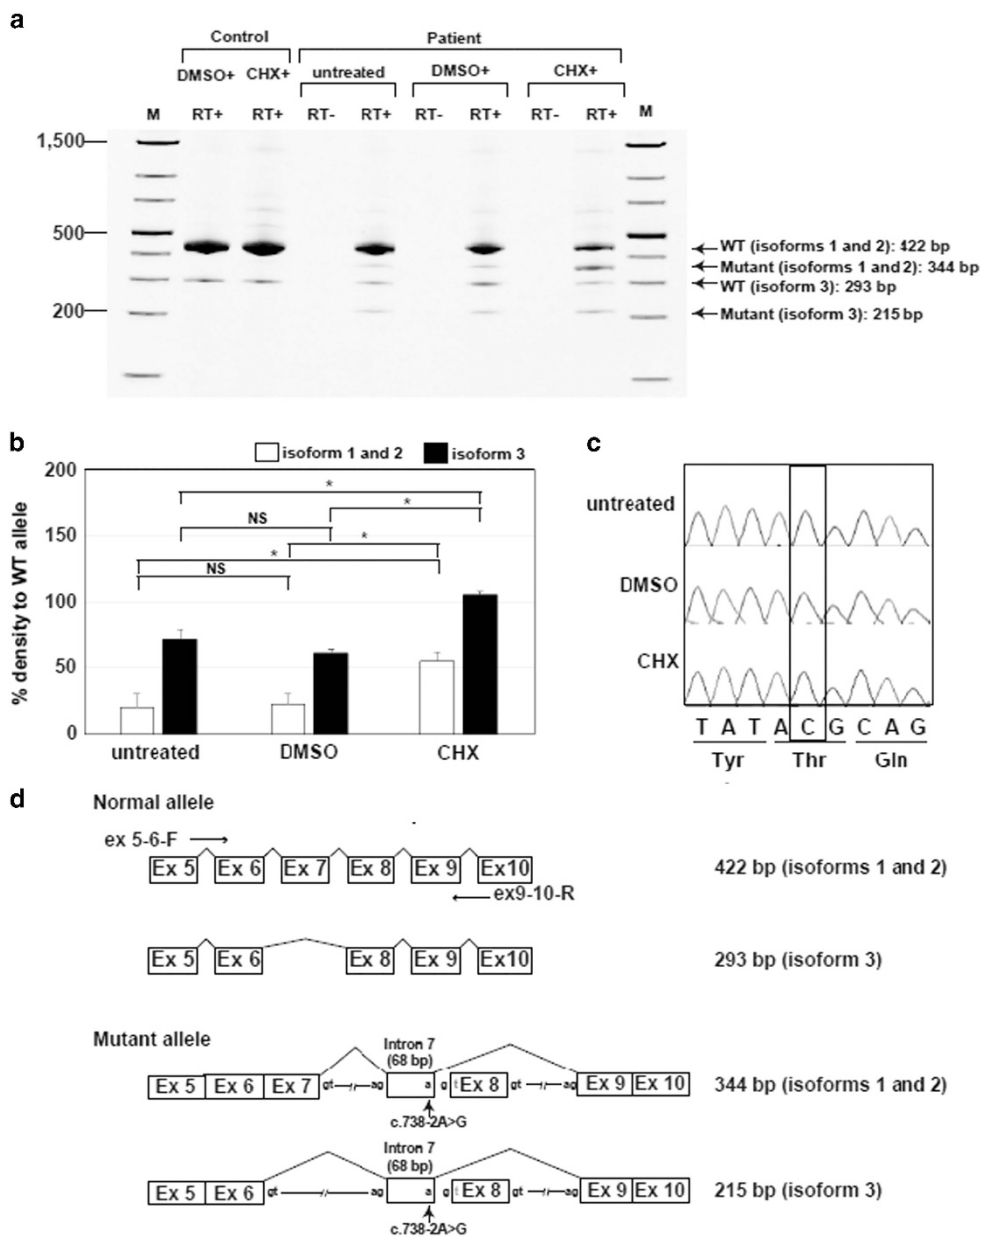 a
Control
Patient
DMSO+ CHX+ untreated DMSO+ CHX+
M RT+ RT+ RT- RT+ RT- RT+ RT- RT+ M
1,500
500
200
WT (isoforms 1 and 2): 422 bp
Mutant (isoforms 1 and 2): 344 bp
WT (isoform 3): 293 bp
Mutant (isoform 3): 215 bp
b
isoform 1 and 2
isoform 3
% density to WT allele
200
150
100
50
0
*
*
NS
*
*
NS
untreated DMSO CHX
c
untreated
DMSO
CHX
T A T A C G C A G
Tyr Thr Gln
d
Normal allele
ex 5-6-F
Ex 5 Ex 6 Ex 7 Ex 8 Ex 9 Ex10 422 bp (isoforms 1 and 2)
ex9-10-R
Ex 5 Ex 6 Ex 8 Ex 9 Ex10 293 bp (isoform 3)
Mutant allele
Intron 7
(68 bp)
Ex 5 Ex 6 Ex 7 gt ag a g t Ex 8 gt ag Ex 9 Ex 10 344 bp (isoforms 1 and 2)
c.738-2A>G
Intron 7
(68 bp)
Ex 5 Ex 6 gt ag a g t Ex 8 gt ag Ex 9 Ex 10 215 bp (isoform 3)
c.738-2A>G